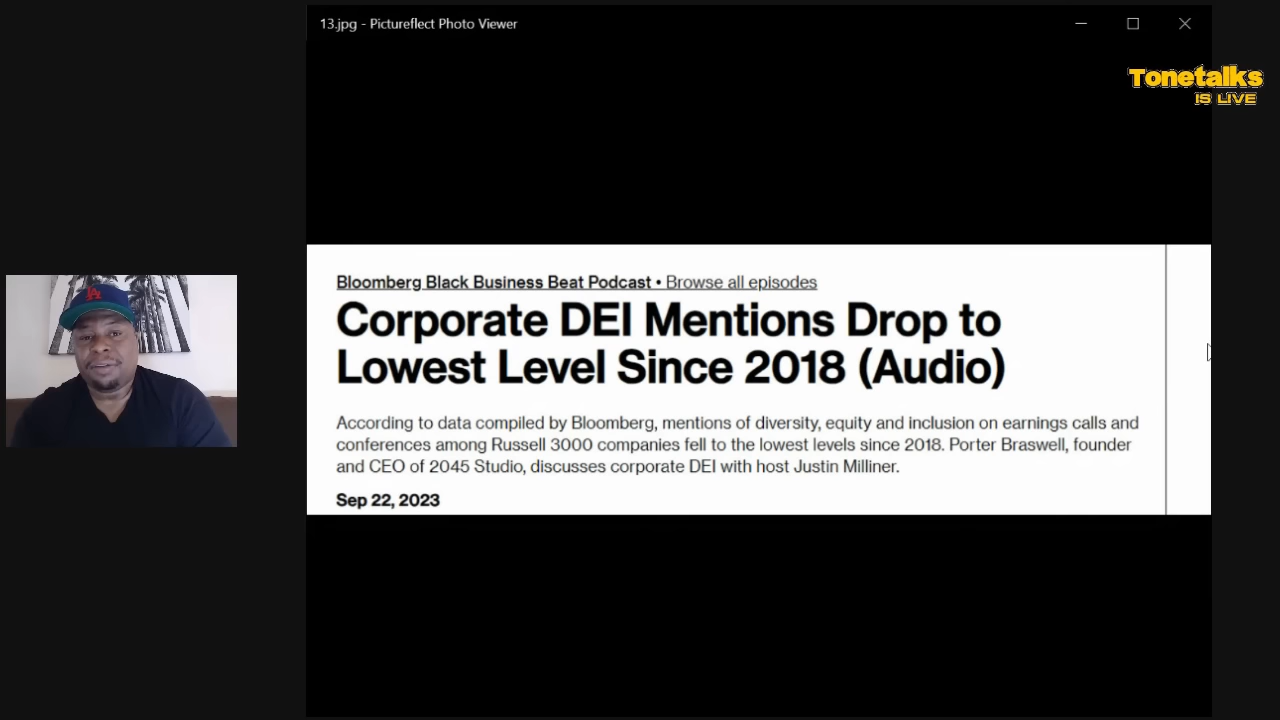 13.jpg - Pictureflect Photo Viewer
Tonetalks
IS LIVE
LA
Bloomberg Black Business Beat Podcast • Browse all episodes
Corporate DEI Mentions Drop to
Lowest Level Since 2018 (Audio)
According to data compiled by Bloomberg, mentions of diversity, equity and inclusion on earnings calls and
conferences among Russell 3000 companies fell to the lowest levels since 2018. Porter Braswell, founder
and CEO of 2045 Studio, discusses corporate DEI with host Justin Milliner.
Sep 22, 2023